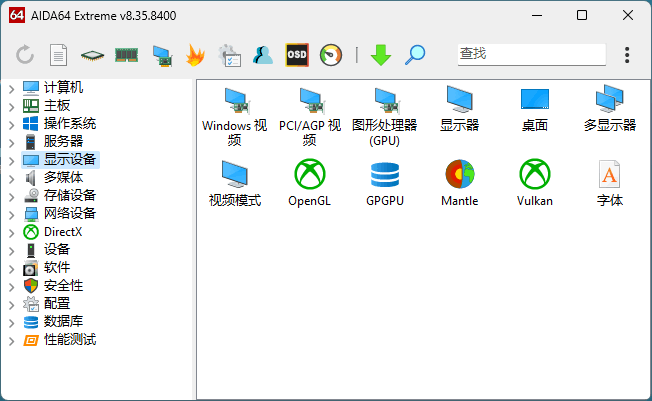 64 AIDA64 Extreme v8.35.8400
OSD
查找
计算机
主板
操作系统
服务器
显示设备
多媒体
存储设备
网络设备
DirectX
设备
软件
安全性
配置
数据库
性能测试
Windows 视
频
PCI/AGP 视
频
图形处理器
(GPU)
显示器
桌面
多显示器
视频模式
OpenGL
GPGPU
Mantle
Vulkan
A
字体